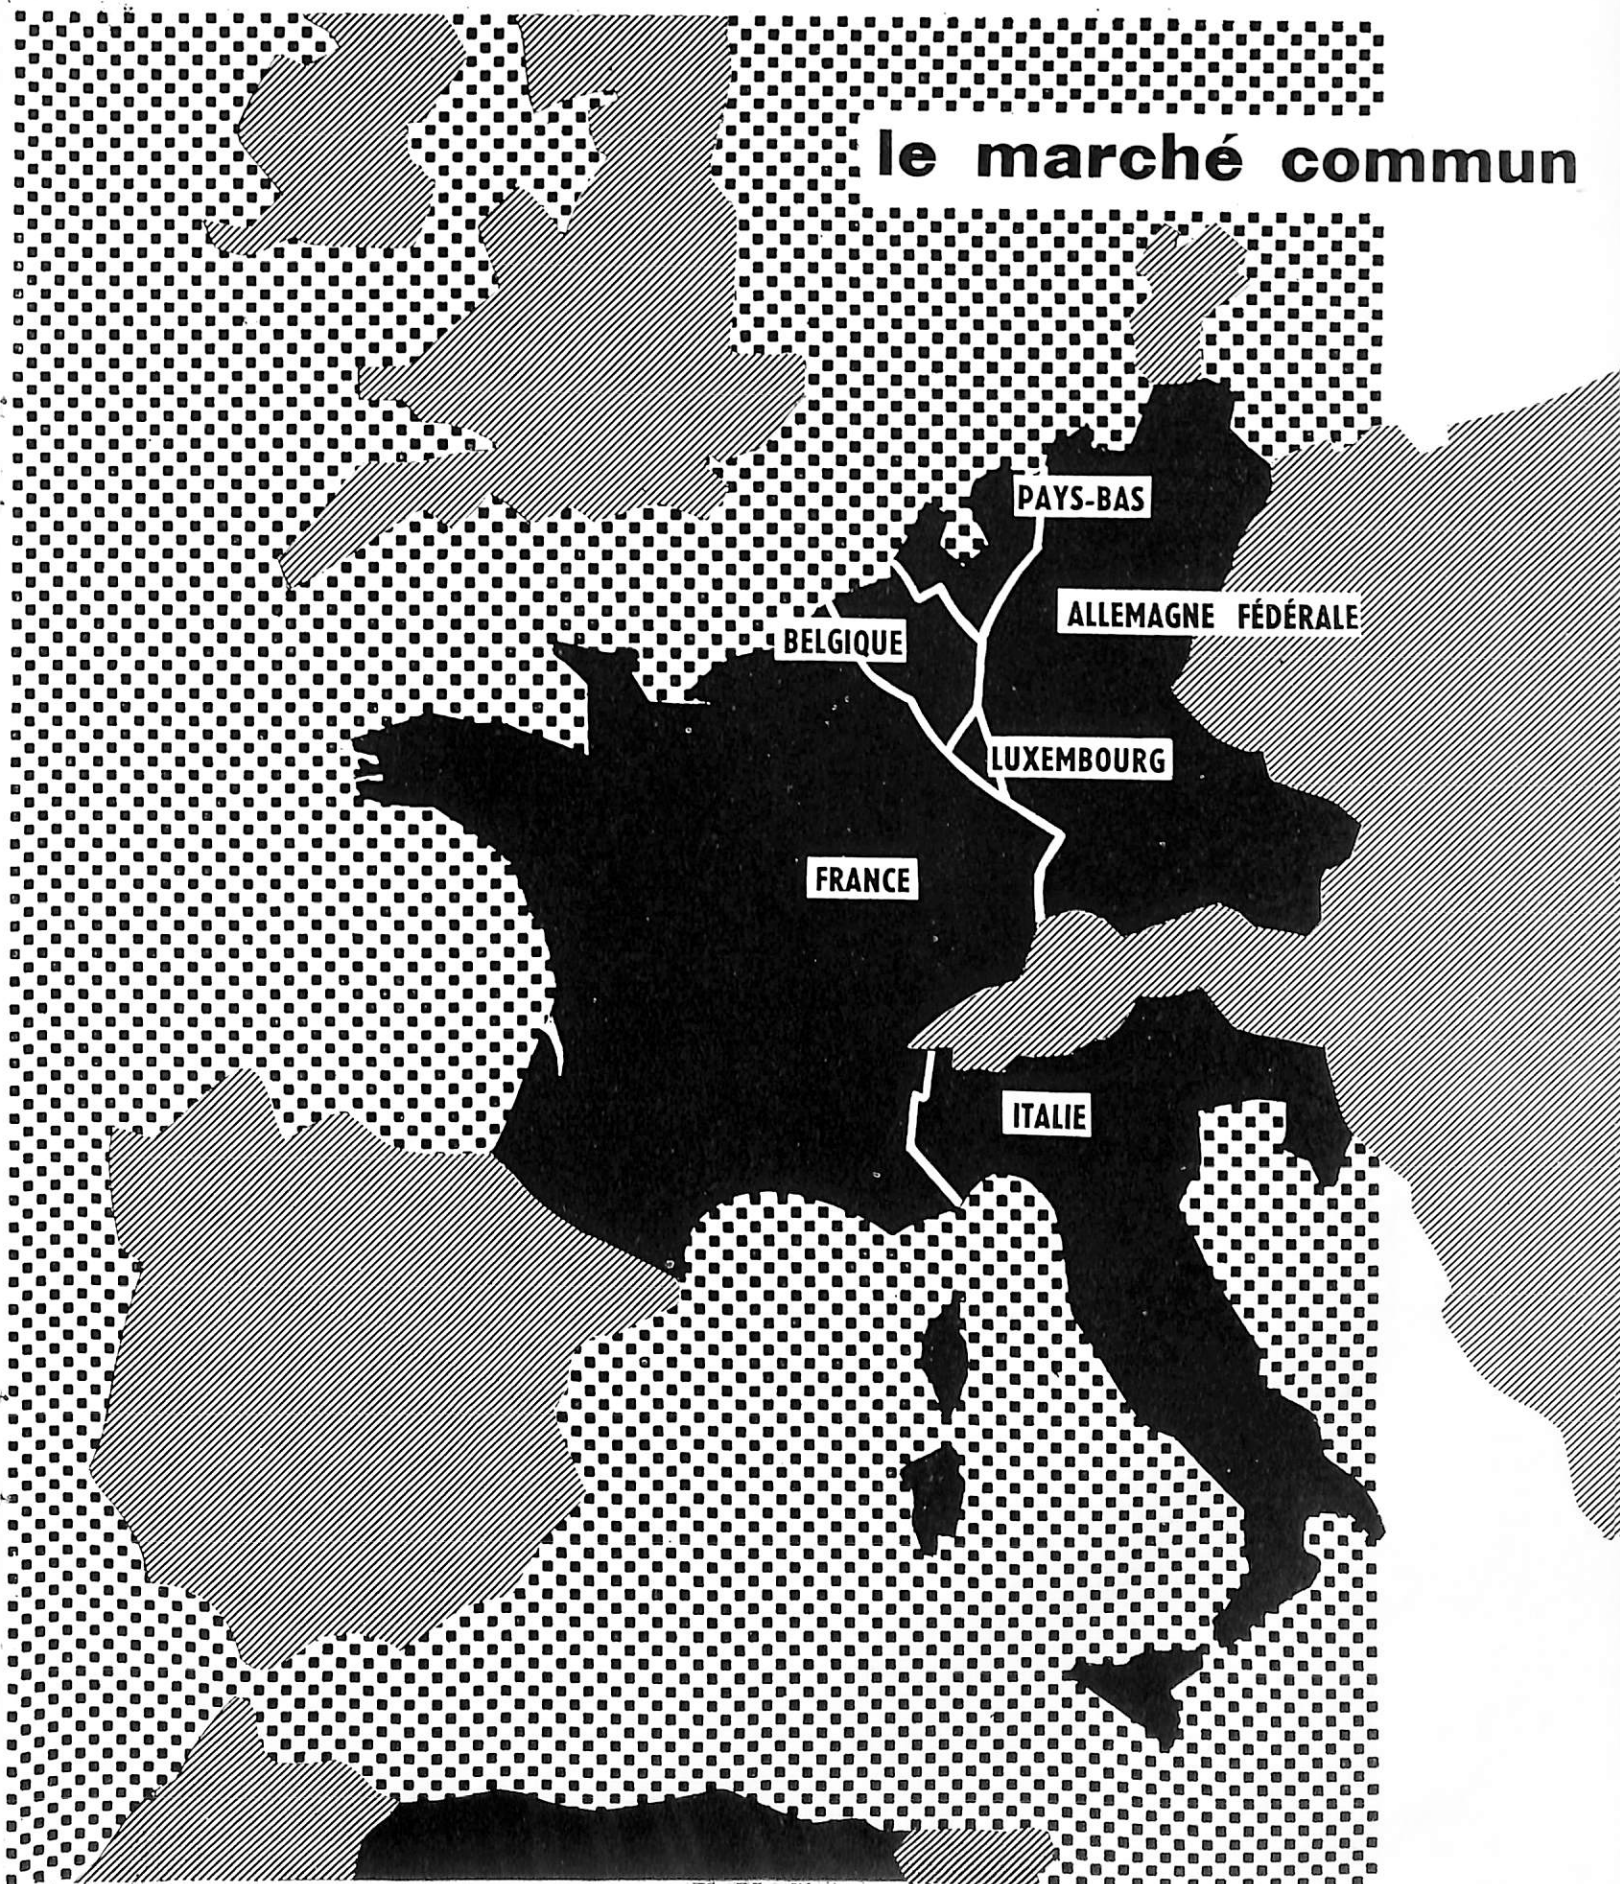 le marché commun
PAYS-BAS
ALLEMAGNE FÉDÉRALE
BELGIQUE
LUXEMBOURG
FRANCE
ITALIE